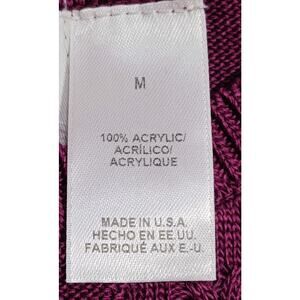 M
100% ACRYLIC/
ACRÍLICO/
ACRYLIQUE
MADE IN U.S.A.
HECHO EN EE.UU.
FABRIQUÉ AUX E.-U.